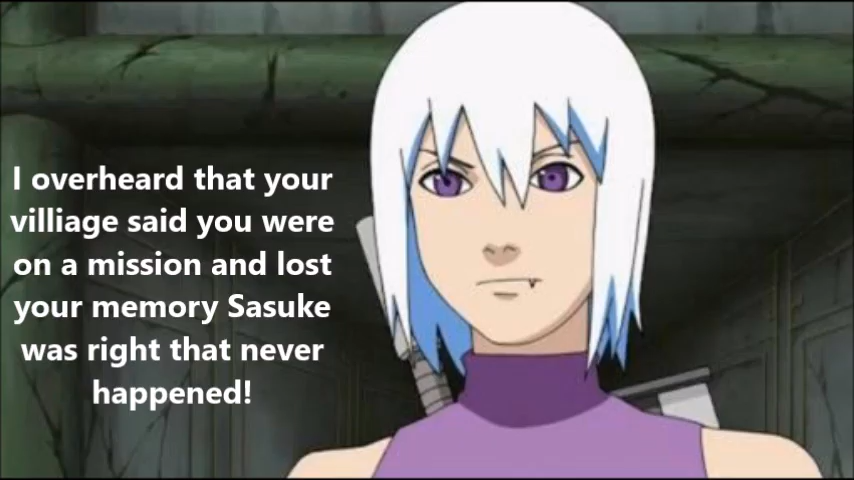 I overheard that your
villiage said you were
on a mission and lost
your memory Sasuke
was right that never
happened!